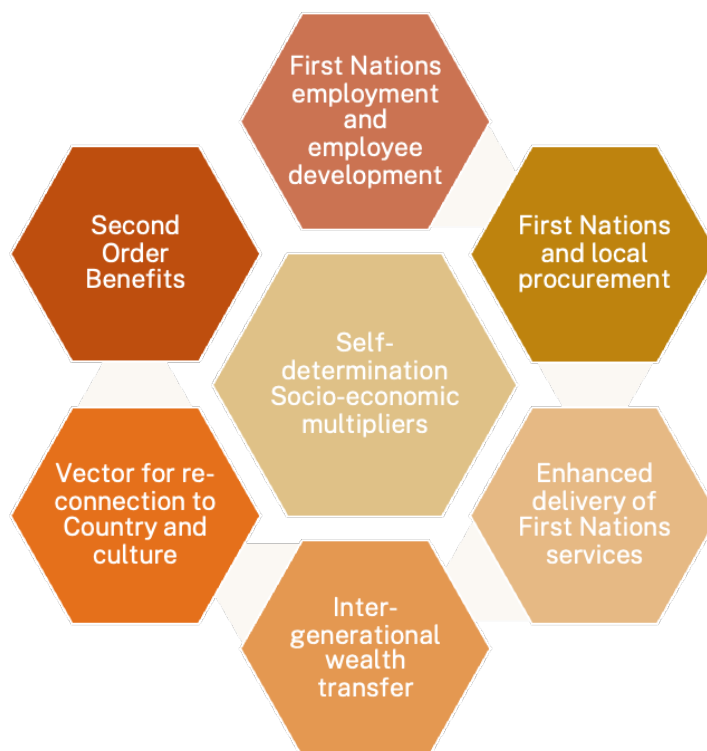 First Nations
employment
and
employee
development
First Nations
and local
procurement
Enhanced
delivery of
First Nations
services
Inter-
generational
wealth
transfer
Vector for re-
connection to
Country and
culture
Second
Order
Benefits
Self-
determination
Socio-economic
multipliers